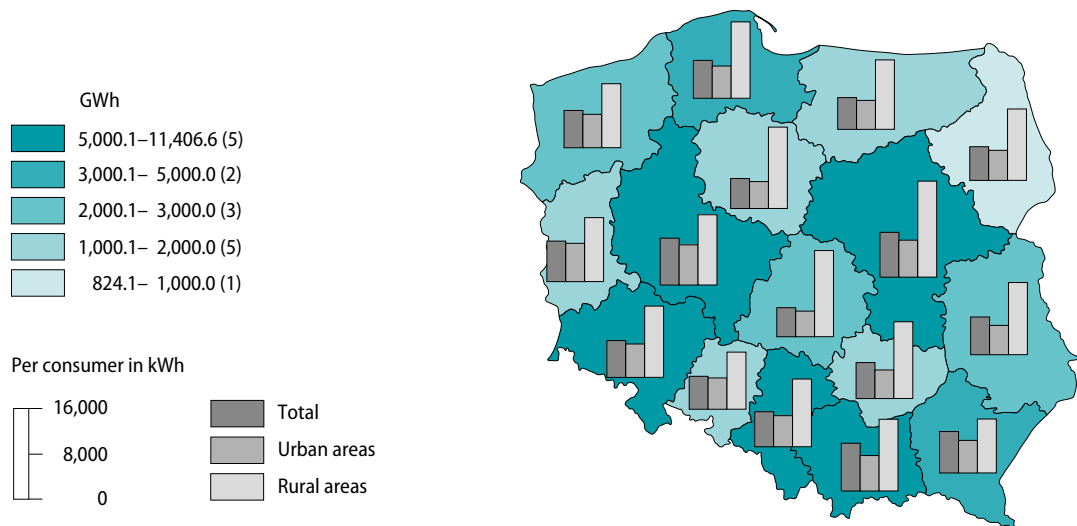 GWh
5,000.1–11,406.6 (5)
3,000.1– 5,000.0 (2)
2,000.1– 3,000.0 (3)
1,000.1– 2,000.0 (5)
824.1– 1,000.0 (1)
Per consumer in kWh
16,000
8,000
0
Total
Urban areas
Rural areas